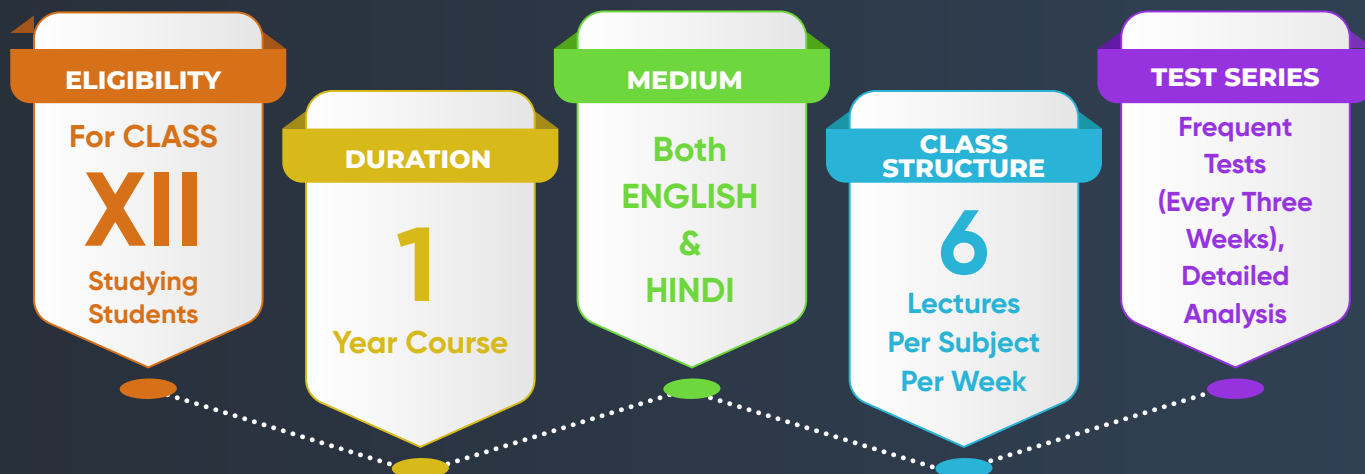 ELIGIBILITY
For CLASS
XII
Studying
Students
DURATION
1
Year Course
MEDIUM
Both
ENGLISH
&
HINDI
CLASS
STRUCTURE
6
Lectures
Per Subject
Per Week
TEST SERIES
Frequent
Tests
(Every Three
Weeks),
Detailed
Analysis